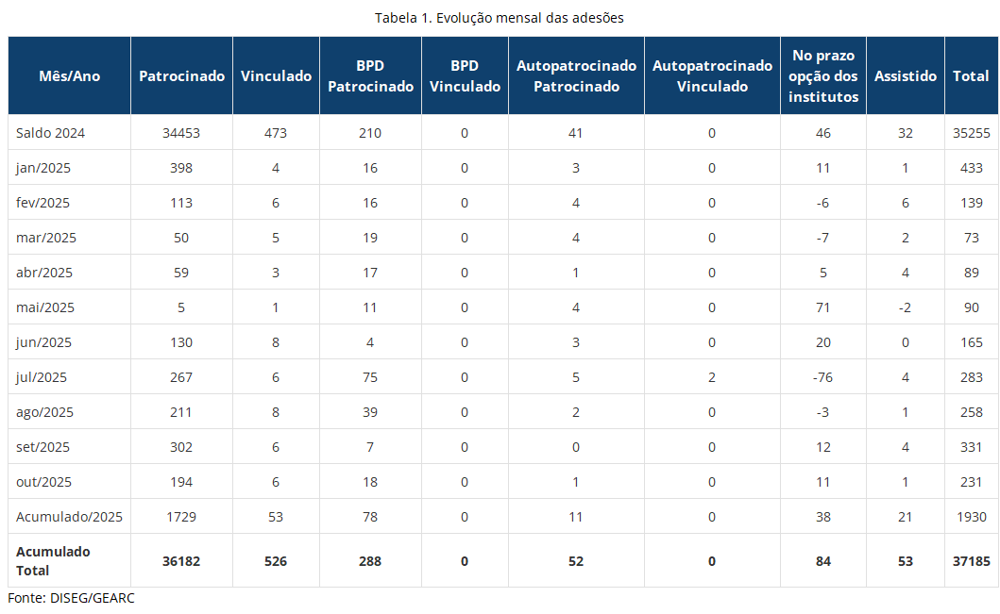 Tabela 1. Evolução mensal das adesões
Mês/Ano Patrocinado Vinculado BPD Patrocinado BPD Vinculado Autopatrocinado Patrocinado Autopatrocinado Vinculado No prazo opção dos institutos Assistido Total
Saldo 2024 34453 473 210 0 41 0 46 32 35255
jan/2025 398 4 16 0 3 0 11 1 433
fev/2025 113 6 16 0 4 0 -6 6 139
mar/2025 50 5 19 0 4 0 -7 2 73
abr/2025 59 3 17 0 1 0 5 4 89
mai/2025 5 1 11 0 4 0 71 -2 90
jun/2025 130 8 4 0 3 0 20 0 165
jul/2025 267 6 75 0 5 2 -76 4 283
ago/2025 211 8 39 0 2 0 -3 1 258
set/2025 302 6 7 0 0 0 12 4 331
out/2025 194 6 18 0 1 0 11 1 231
Acumulado/2025 1729 53 78 0 11 0 38 21 1930
Acumulado Total 36182 526 288 0 52 0 84 53 37185
Fonte: DISEG/GEARC